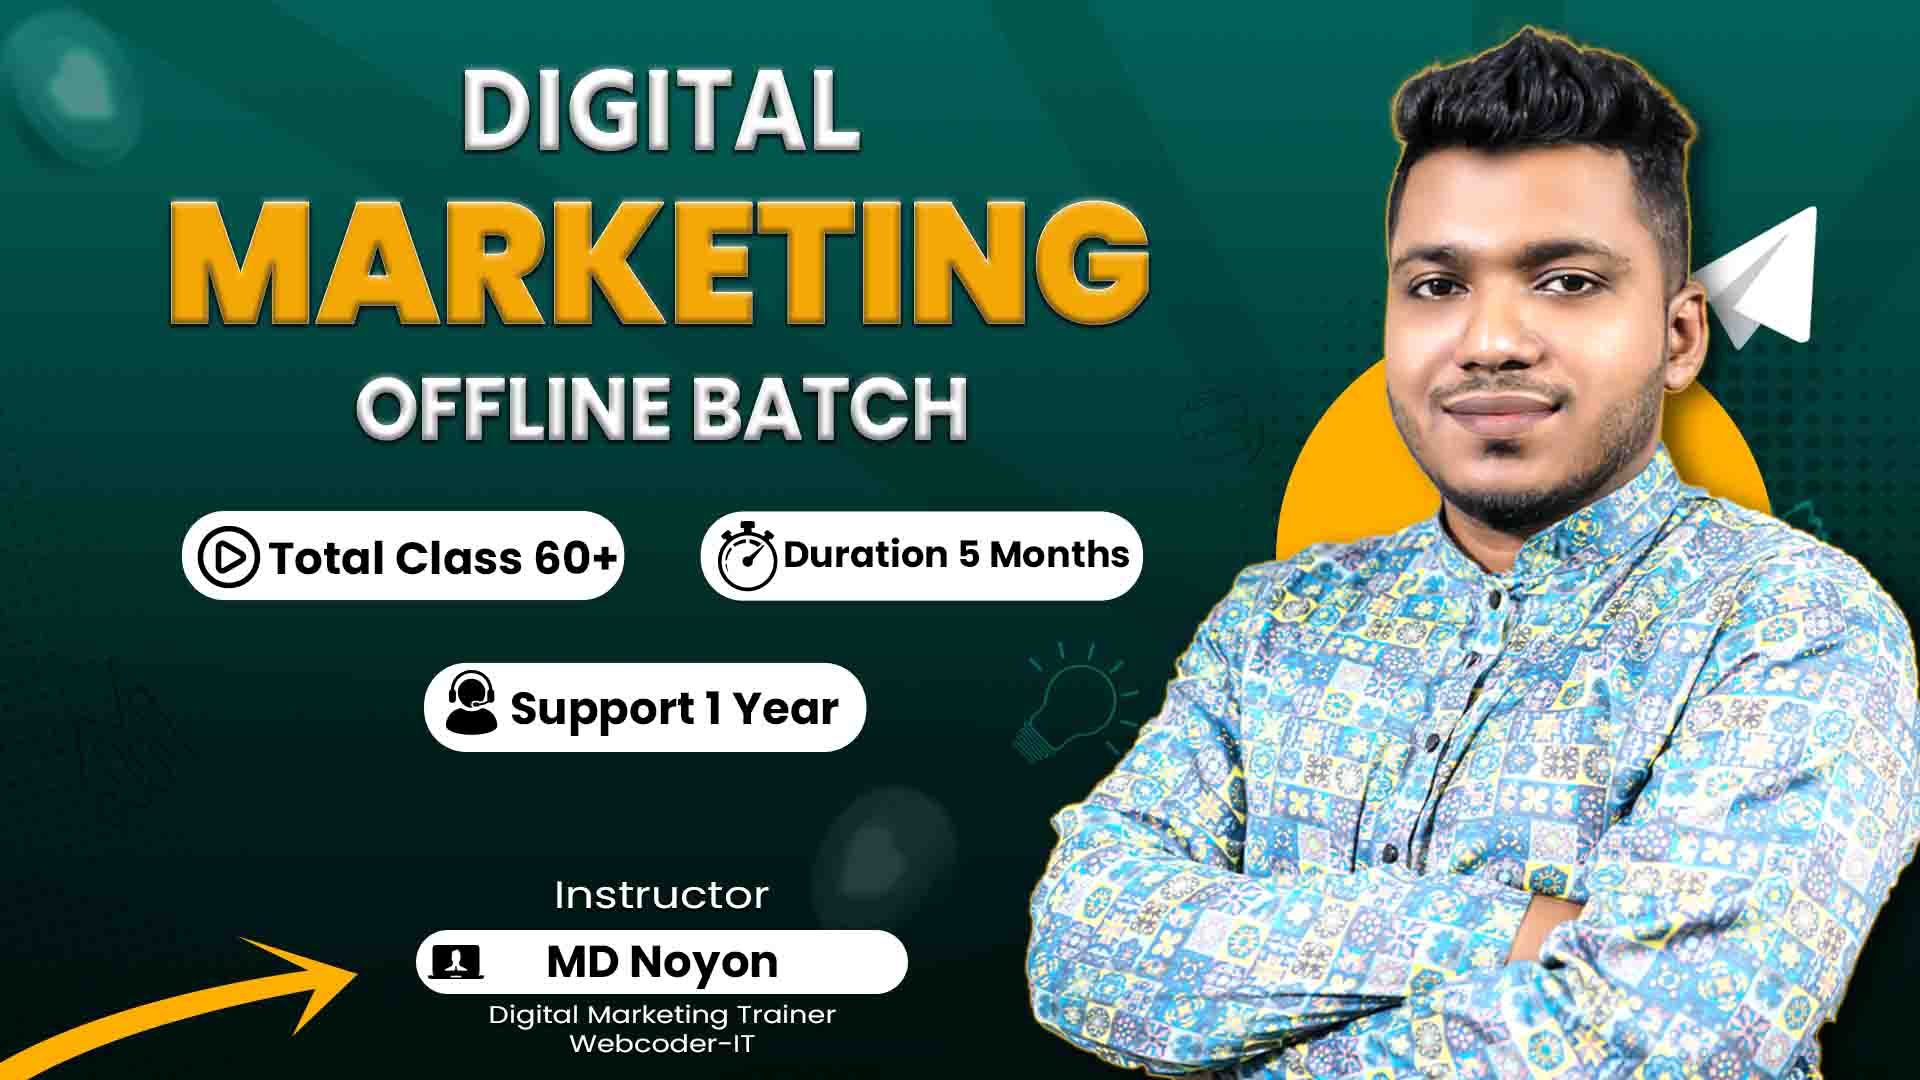 DIGITAL
MARKETING
OFFLINE BATCH
Total Class 60+
Duration 5 Months
Support 1 Year
Instructor
MD Noyon
Digital Marketing Trainer
Webcoder-IT